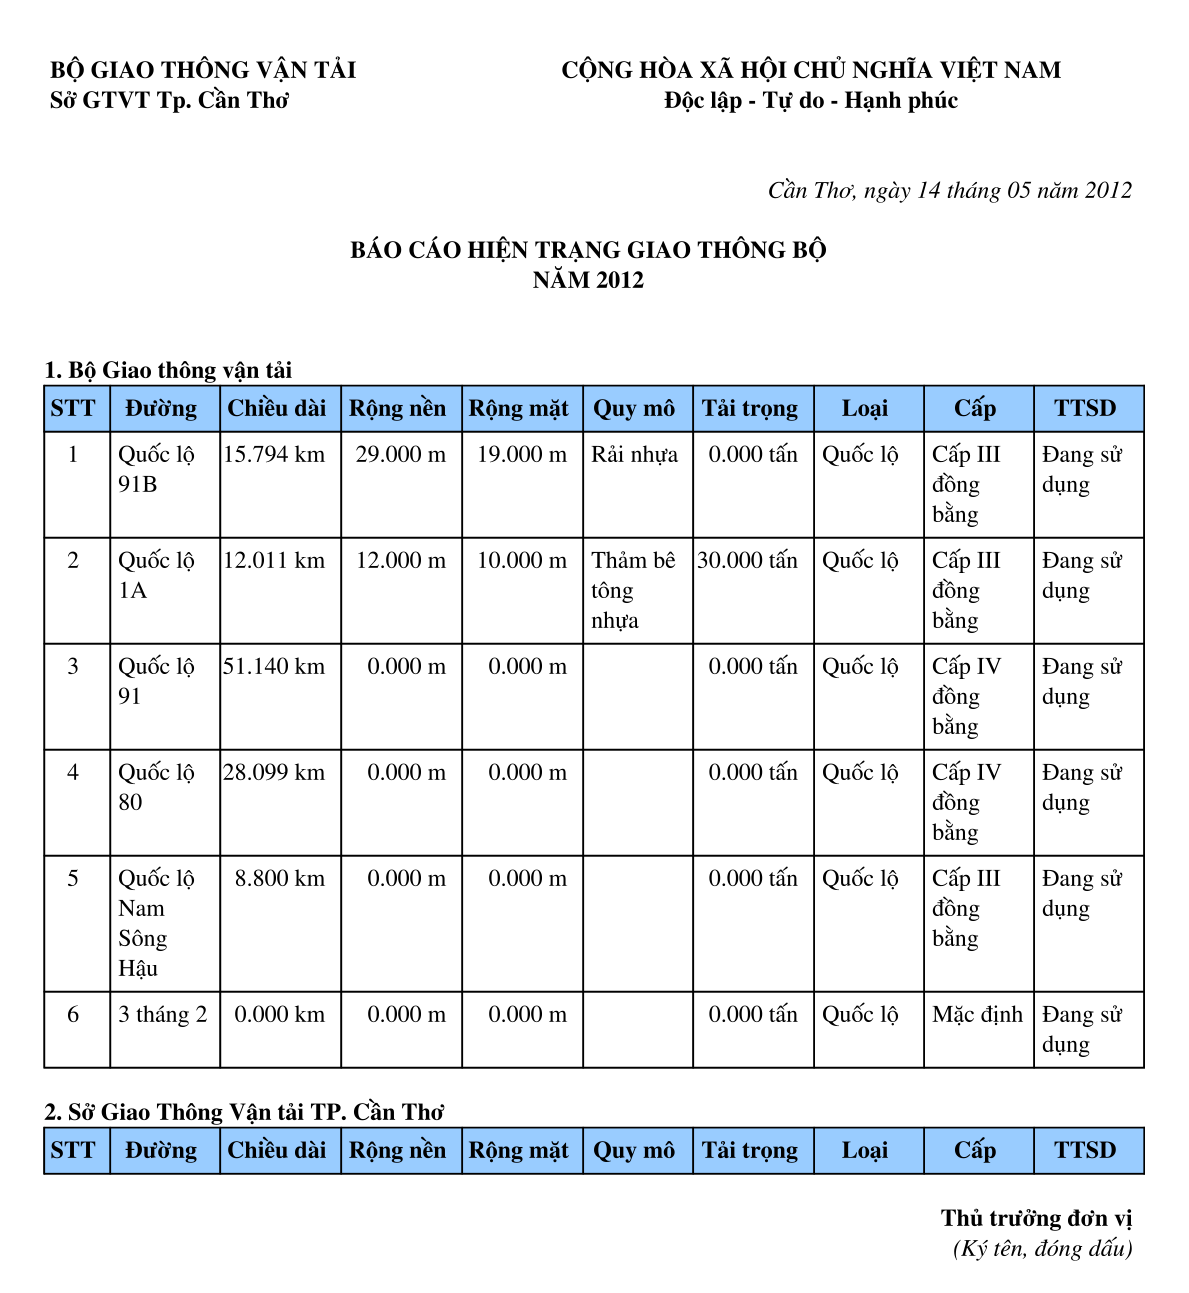 BỘ GIAO THÔNG VẬN TẢI
Sở GTVT Tp. Cần Thơ
CỘNG HÒA XÃ HỘI CHỦ NGHĨA VIỆT NAM
Độc lập - Tự do - Hạnh phúc
Cần Thơ, ngày 14 tháng 05 năm 2012
BÁO CÁO HIỆN TRẠNG GIAO THÔNG BỘ
NĂM 2012
1. Bộ Giao thông vận tải
STT Đường Chiều dài Rộng nền Rộng mặt Quy mô Tải trọng Loại Cấp TTSD
1 Quốc lộ 15.794 km 29.000 m 19.000 m Rải nhựa 0.000 tấn Quốc lộ Cấp III Đang sử
91B đồng dụng
bằng
2 Quốc lộ 12.011 km 12.000 m 10.000 m Thảm bê 30.000 tấn Quốc lộ Cấp III Đang sử
1A tông đồng dụng
nhựa bằng
3 Quốc lộ 51.140 km 0.000 m 0.000 m 0.000 tấn Quốc lộ Cấp IV Đang sử
91 đồng dụng
bằng
4 Quốc lộ 28.099 km 0.000 m 0.000 m 0.000 tấn Quốc lộ Cấp IV Đang sử
80 đồng dụng
bằng
5 Quốc lộ 8.800 km 0.000 m 0.000 m 0.000 tấn Quốc lộ Cấp III Đang sử
Nam đồng dụng
Sông bằng
Hậu
6 3 tháng 2 0.000 km 0.000 m 0.000 m 0.000 tấn Quốc lộ Mặc định Đang sử
dụng
2. Sở Giao Thông Vận tải TP. Cần Thơ
STT Đường Chiều dài Rộng nền Rộng mặt Quy mô Tải trọng Loại Cấp TTSD
Thủ trưởng đơn vị
(Ký tên, đóng dấu)